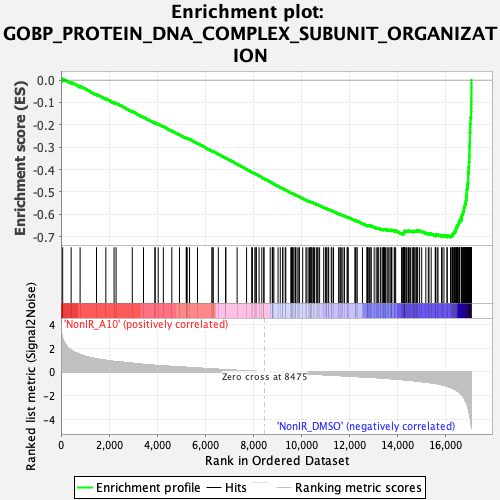 Enrichment plot:
GOBP_PROTEIN_DNA_COMPLEX_SUBUNIT_ORGANIZAT
ION
Enrichment score (ES)
0.0
-0.1
-0.2
-0.3
-0.4
-0.5
-0.6
-0.7
'NonIR_A10' (positively correlated)
Ranked list metric (Signal2Noise)
4
2
0
-2
-4
Zero cross at 8475
'NonIR_DMSO' (negatively correlated)
0
2,000
4,000
6,000
8,000
10,000
12,000
14,000
16,000
Rank in Ordered Dataset
Enrichment profile
Hits
Ranking metric scores